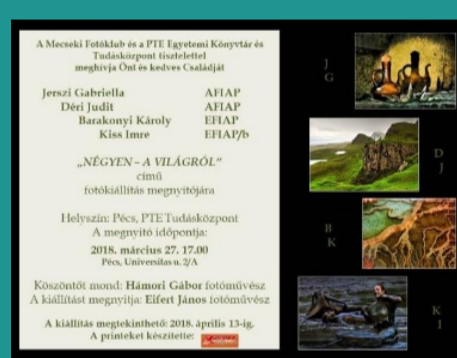 A Mecseki Fotóklub és a PTE Egyetemi Könyvtár és
Tudásközpont tisztelettel
meghívja Önt és kedves Családját
Jerszi Gabriella AFIAP
Déri Judit AFIAP
Barakonyi Károly EFIAP
Kiss Imre EFIAP/b
„NÉGYEN – A VILÁGRÓL”
című
fotókiállítás megnyitójára
Helyszín: Pécs, PTE Tudásközpont
A megnyitó időpontja:
2018. március 27. 17.00
Pécs, Universitas u. 2/A
Köszöntőt mond: Hámori Gábor fotóművész
A kiállítást megnyitja: Eifert János fotóművész
A kiállítás megtekinthető: 2018. április 13-ig.
A printeket készítette:
J
G
D
J
B
K
K
I